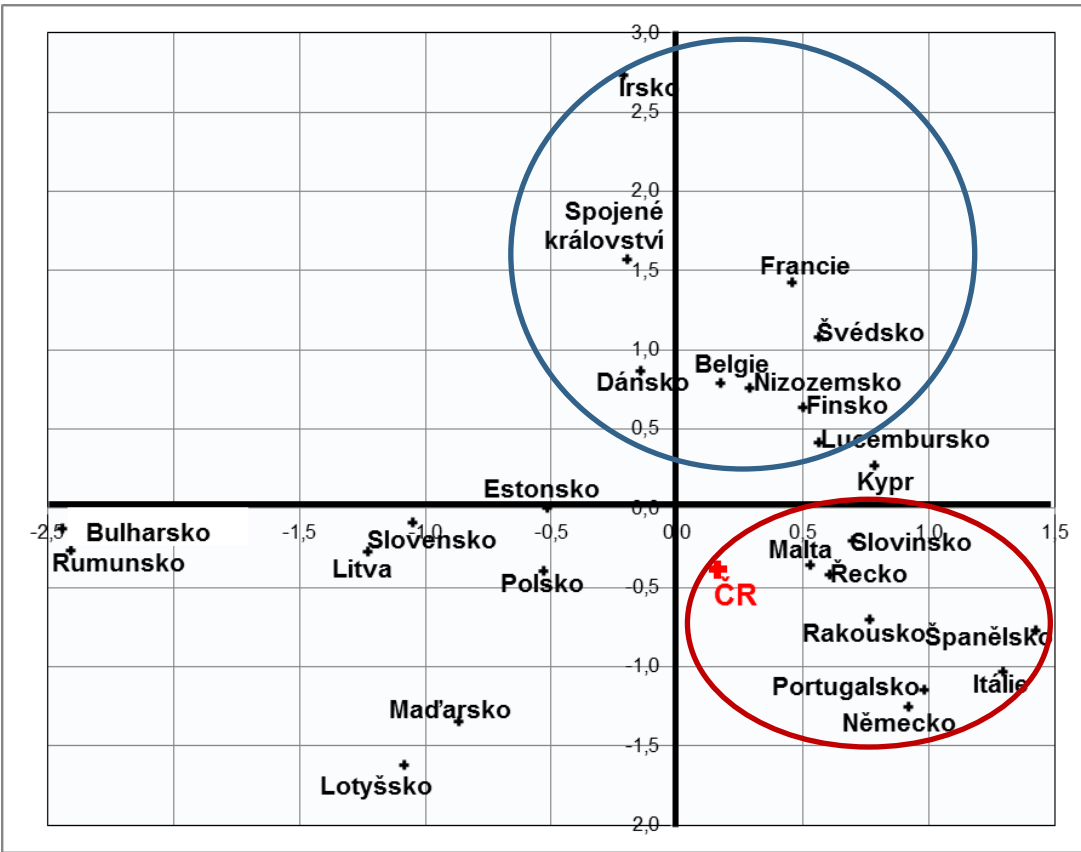 3,0
Írsko
2,5
2,0
Spojené
království
1,5
Francie
Švédsko
1,0
Belgie
Dánsko
Nizozemsko
Finsko
0,5
Lucembursko
Kypr
Estonsko
0,0
-2,5
-1,5
-1,0
-0,5
0,0
0,5
1,0
1,5
Bulharsko
Slovensko
Malta
Slovinsko
Rumunsko
Litva
Polsko
-0,5
ČR
Řecko
Rakousko
Španělsko
-1,0
Portugalsko
Itálie
Maďarsko
Německo
-1,5
Lotyšsko
2,0